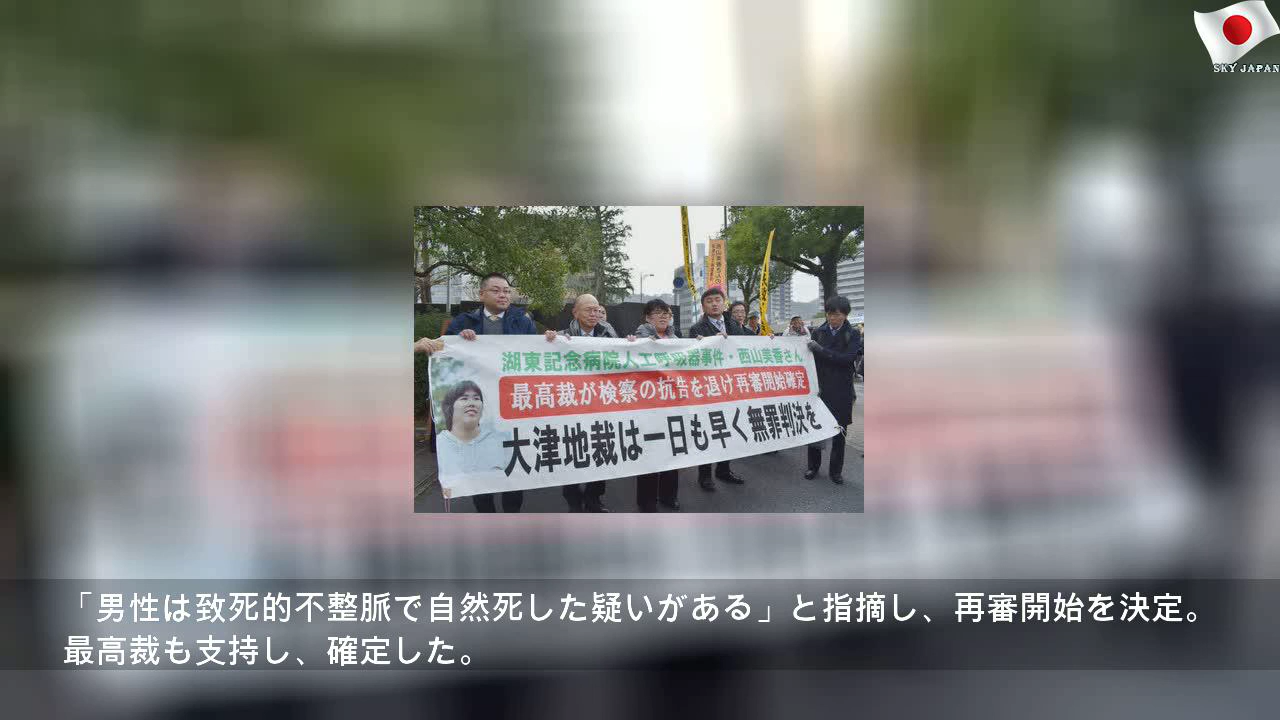 SKY JAPAN
湖東記念病院人工呼吸器事件・西山美香さん
最高裁が検察の抗告を退け再審開始確定
大津地裁は一日も早く無罪判決を
「男性は致死的不整脈で自然死した疑いがある」と指摘し、再審開始を決定。
最高裁も支持し、確定した。